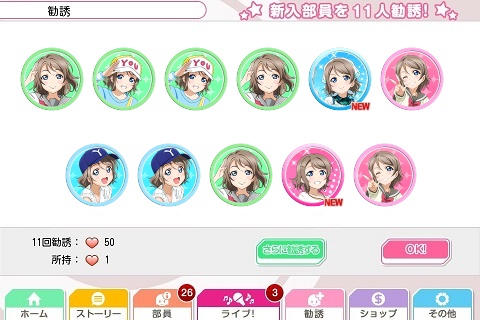 勧誘
新入部員を11人勧誘!
YOU
YOU
NEW
NEW
11回勧誘: 50
所持: 1
さらに勧誘する
OK!
26
3
ホーム
ストーリー
部員
ライブ!
勧誘
ショップ
その他